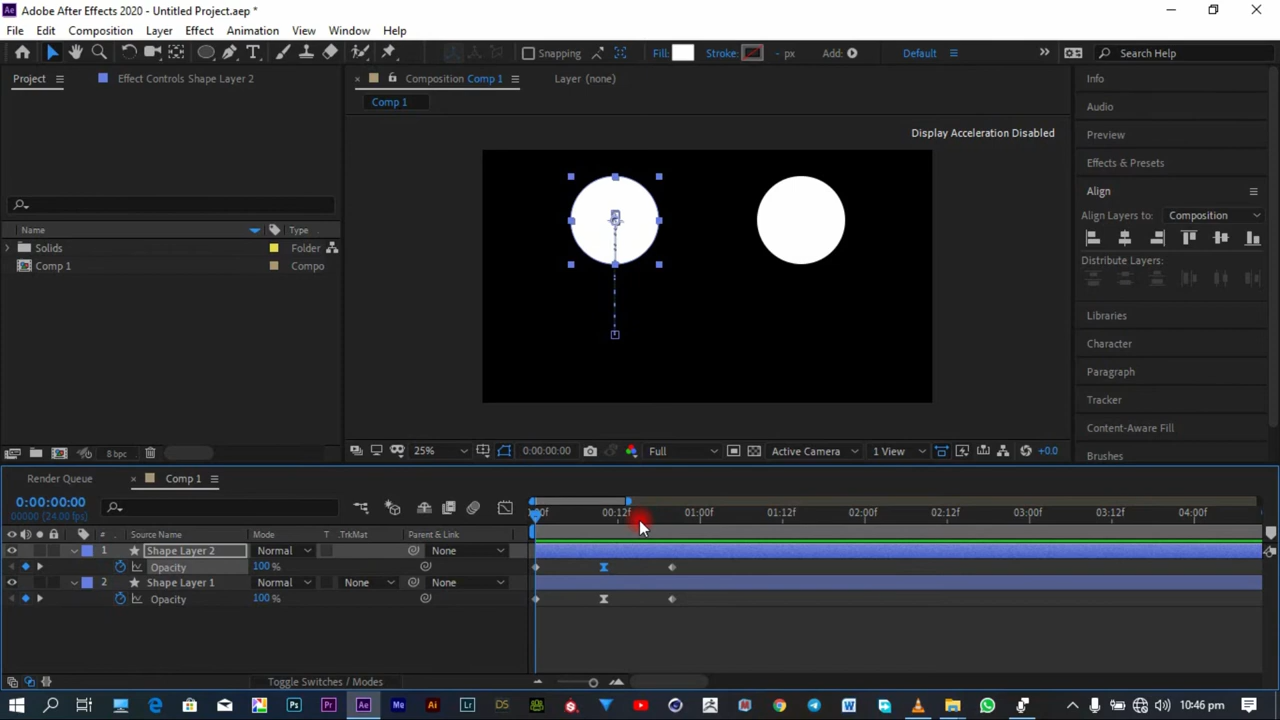 Adobe After Effects 2020 - Untitled Project.aep *
File Edit Composition Layer Effect Animation View Window Help
Snapping Fill: Stroke: - px Add: Default Search Help
Project Effect Controls Shape Layer 2
Composition Comp 1 Layer (none)
Comp 1
Display Acceleration Disabled
Name Type
Solids Folder
Comp 1 Compo
8 bpc
25% 0:00:00:00 Full Active Camera 1 View +0.0
Info
Audio
Preview
Effects & Presets
Align
Align Layers to: Composition
Distribute Layers:
Libraries
Character
Paragraph
Tracker
Content-Aware Fill
Brushes
Render Queue Comp 1
0:00:00:00
00000 (24.00 fps)
:00f 00:12f 01:00f 01:12f 02:00f 02:12f 03:00f 03:12f 04:00f
# Source Name Mode T .TrkMat Parent & Link
1 Shape Layer 2 Normal None
Opacity 100 %
2 Shape Layer 1 Normal None None
Opacity 100 %
Toggle Switches / Modes
10:46 pm